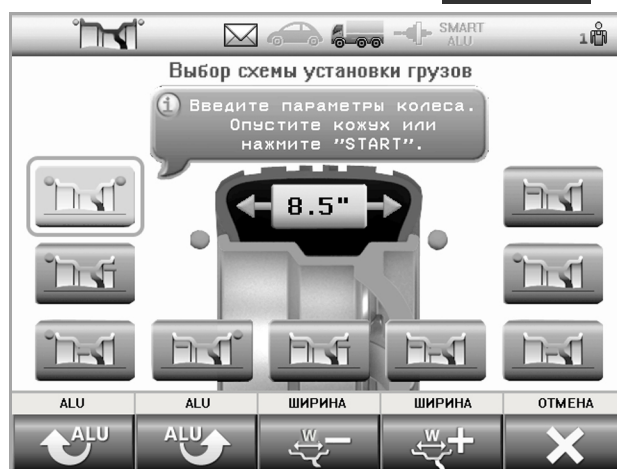 SMART
ALU
1
Выбор схемы установки грузов
i Введите параметры колеса.
Опустите кожух или
нажмите "START".
8.5"
ALU ALU ШИРИНА ШИРИНА ОТМЕНА
ALU ALU W W